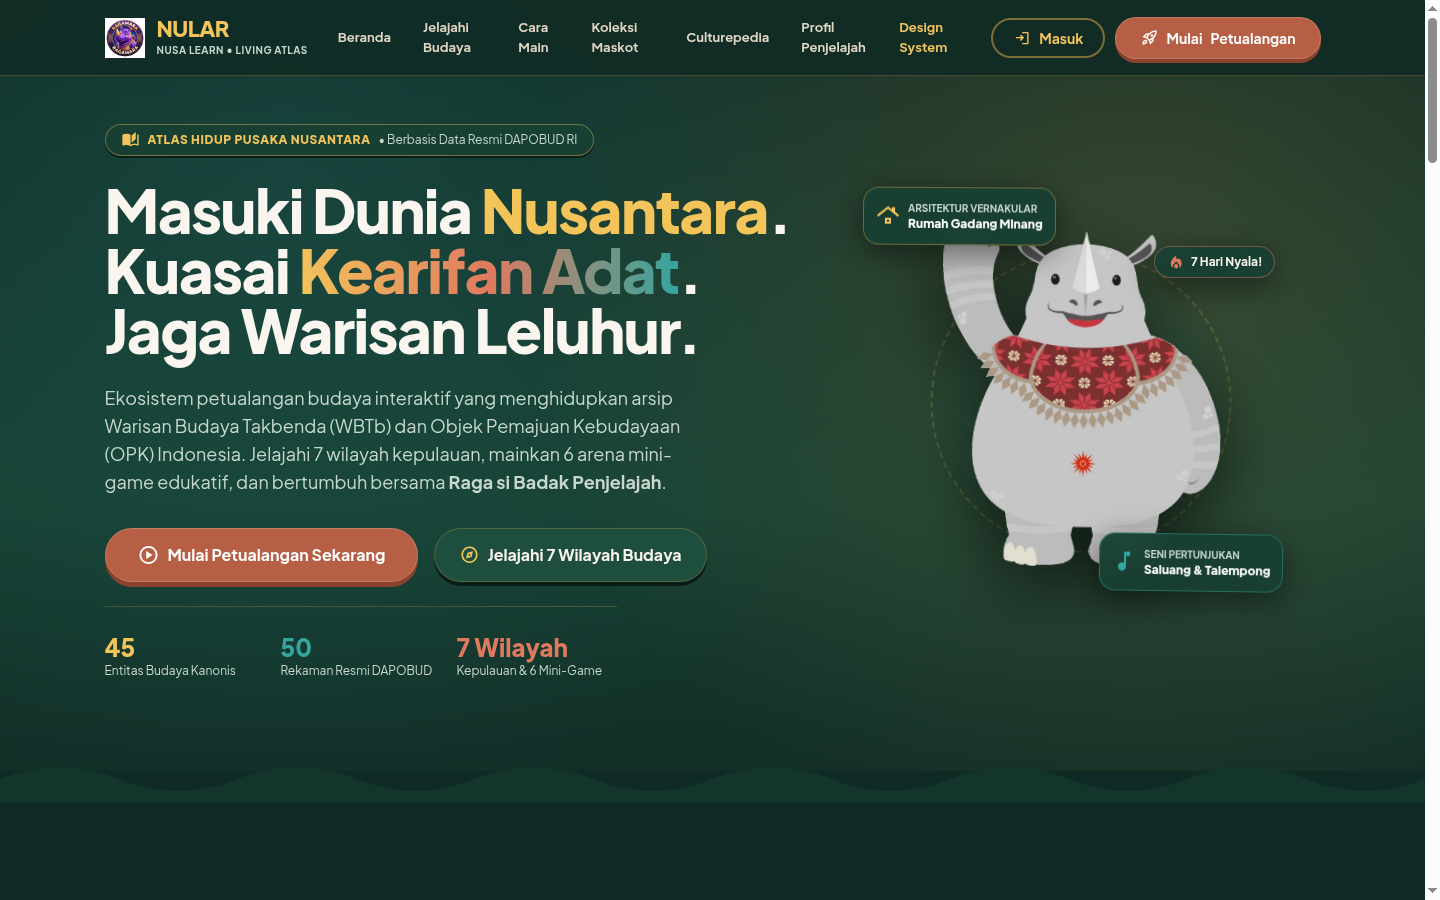 NULAR
NUSA LEARN • LIVING ATLAS
Beranda
Jelajahi
Budaya
Cara
Main
Koleksi
Maskot
Culturepedia
Profil
Penjelajah
Design
System
Masuk
Mulai Petualangan
ATLAS HIDUP PUSAKA NUSANTARA • Berbasis Data Resmi DAPOBUD RI
Masuki Dunia Nusantara.
Kuasai Kearifan Adat.
Jaga Warisan Leluhur.
Ekosistem petualangan budaya interaktif yang menghidupkan arsip
Warisan Budaya Takbenda (WBTb) dan Objek Pemajuan Kebudayaan
(OPK) Indonesia. Jelajahi 7 wilayah kepulauan, mainkan 6 arena mini-
game edukatif, dan bertumbuh bersama Raga si Badak Penjelajah.
Mulai Petualangan Sekarang
Jelajahi 7 Wilayah Budaya
45
Entitas Budaya Kanonis
50
Rekaman Resmi DAPOBUD
7 Wilayah
Kepulauan & 6 Mini-Game
ARSITEKTUR VERNAKULAR
Rumah Gadang Minang
7 Hari Nyala!
SENI PERTUNJUKAN
Saluang & Talempong